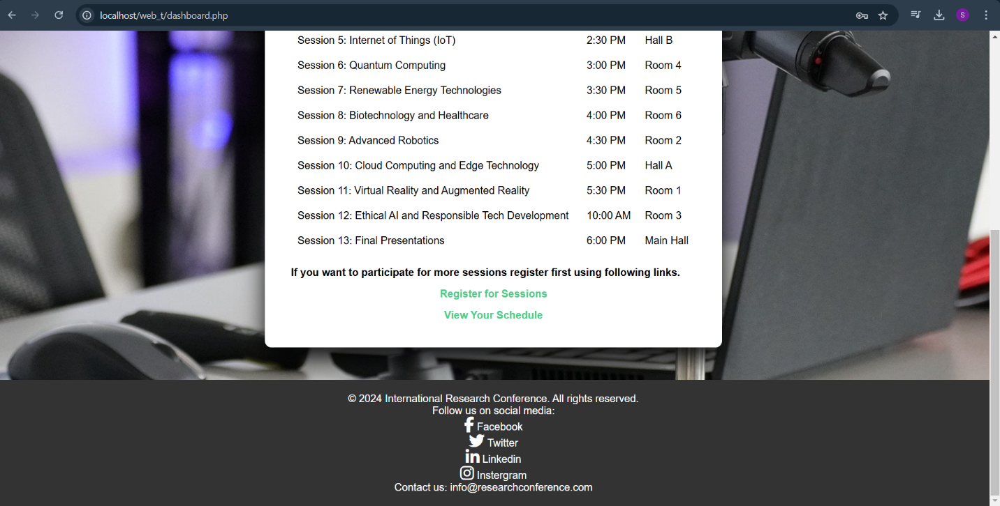 localhost/web_t/dashboard.php
S
Session 5: Internet of Things (IoT) 2:30 PM Hall B
Session 6: Quantum Computing 3:00 PM Room 4
Session 7: Renewable Energy Technologies 3:30 PM Room 5
Session 8: Biotechnology and Healthcare 4:00 PM Room 6
Session 9: Advanced Robotics 4:30 PM Room 2
Session 10: Cloud Computing and Edge Technology 5:00 PM Hall A
Session 11: Virtual Reality and Augmented Reality 5:30 PM Room 1
Session 12: Ethical AI and Responsible Tech Development 10:00 AM Room 3
Session 13: Final Presentations 6:00 PM Main Hall
If you want to participate for more sessions register first using following links.
Register for Sessions
View Your Schedule
© 2024 International Research Conference. All rights reserved.
Follow us on social media:
Facebook
Twitter
Linkedin
Instergram
Contact us: info@researchconference.com